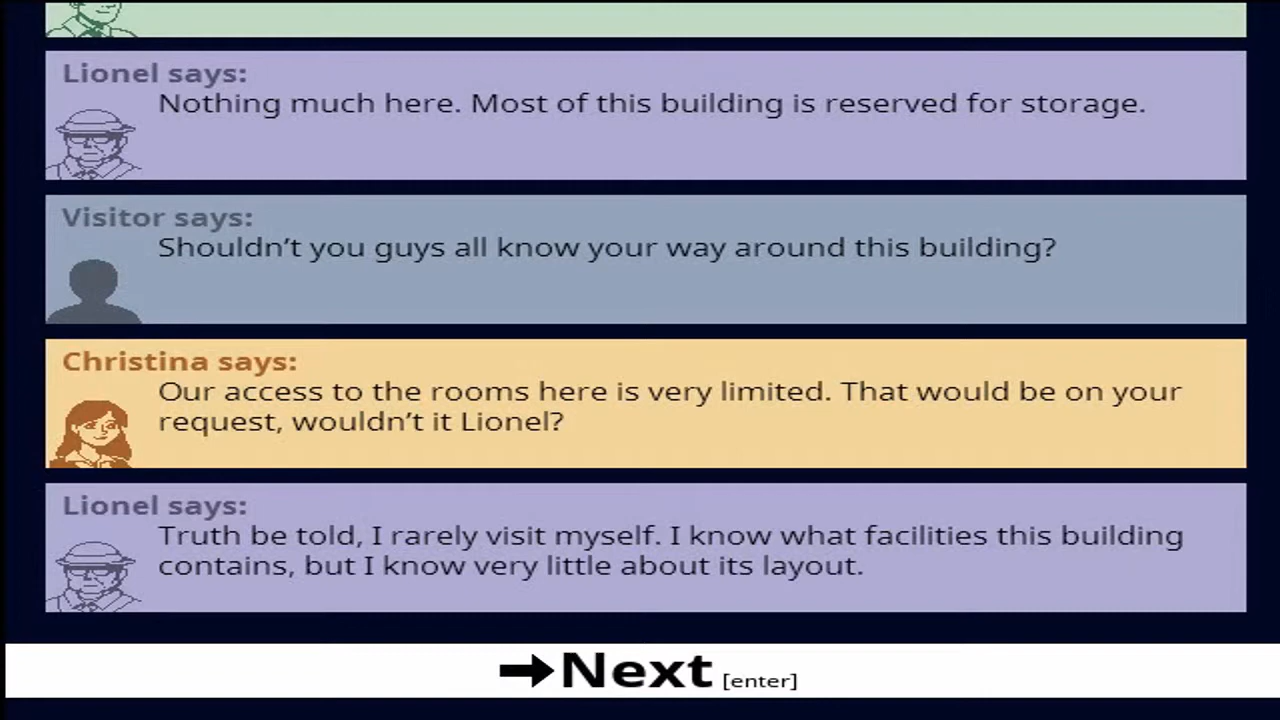 Lionel says:
Nothing much here. Most of this building is reserved for storage.
Visitor says:
Shouldn’t you guys all know your way around this building?
Christina says:
Our access to the rooms here is very limited. That would be on your
request, wouldn’t it Lionel?
Lionel says:
Truth be told, I rarely visit myself. I know what facilities this building
contains, but I know very little about its layout.
➡Next [enter]